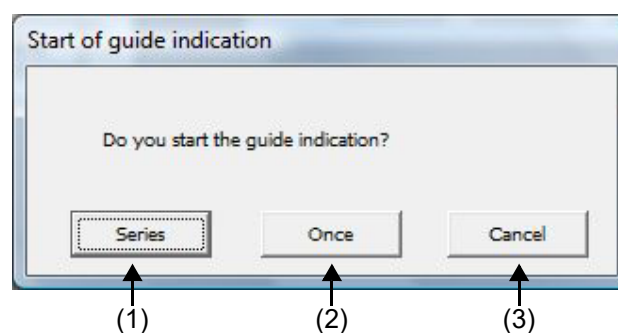 Start of guide indication
Do you start the guide indication?
Series Once Cancel
(1) (2) (3)